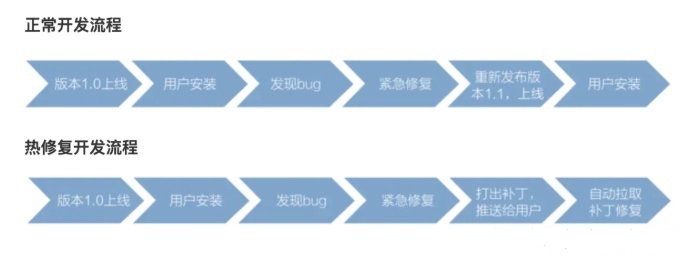 正常开发流程
版本1.0上线
用户安装
发现bug
紧急修复
重新发布版
本1.1，上线
用户安装
热修复开发流程
版本1.0上线
用户安装
发现bug
紧急修复
打出补丁，
推送给用户
自动拉取
补丁修复